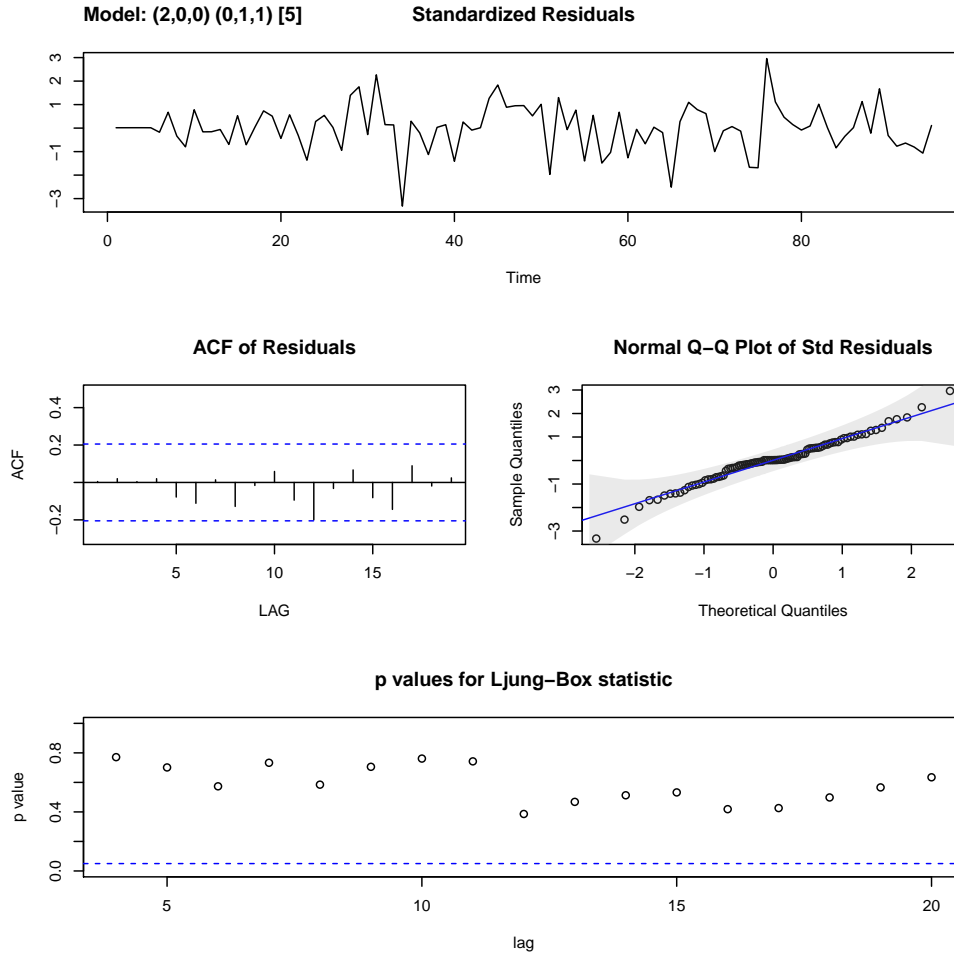 Model: (2,0,0) (0,1,1) [5] Standardized Residuals
3
2
1
−1
−3
0 20 40 60 80
Time
ACF of Residuals
0.4
0.2
−0.2
ACF
5 10 15
LAG
Normal Q−Q Plot of Std Residuals
3
2
1
−1
−3
Sample Quantiles
−2 −1 0 1 2
Theoretical Quantiles
p values for Ljung−Box statistic
0.8
0.4
0.0
p value
5 10 15 20
lag